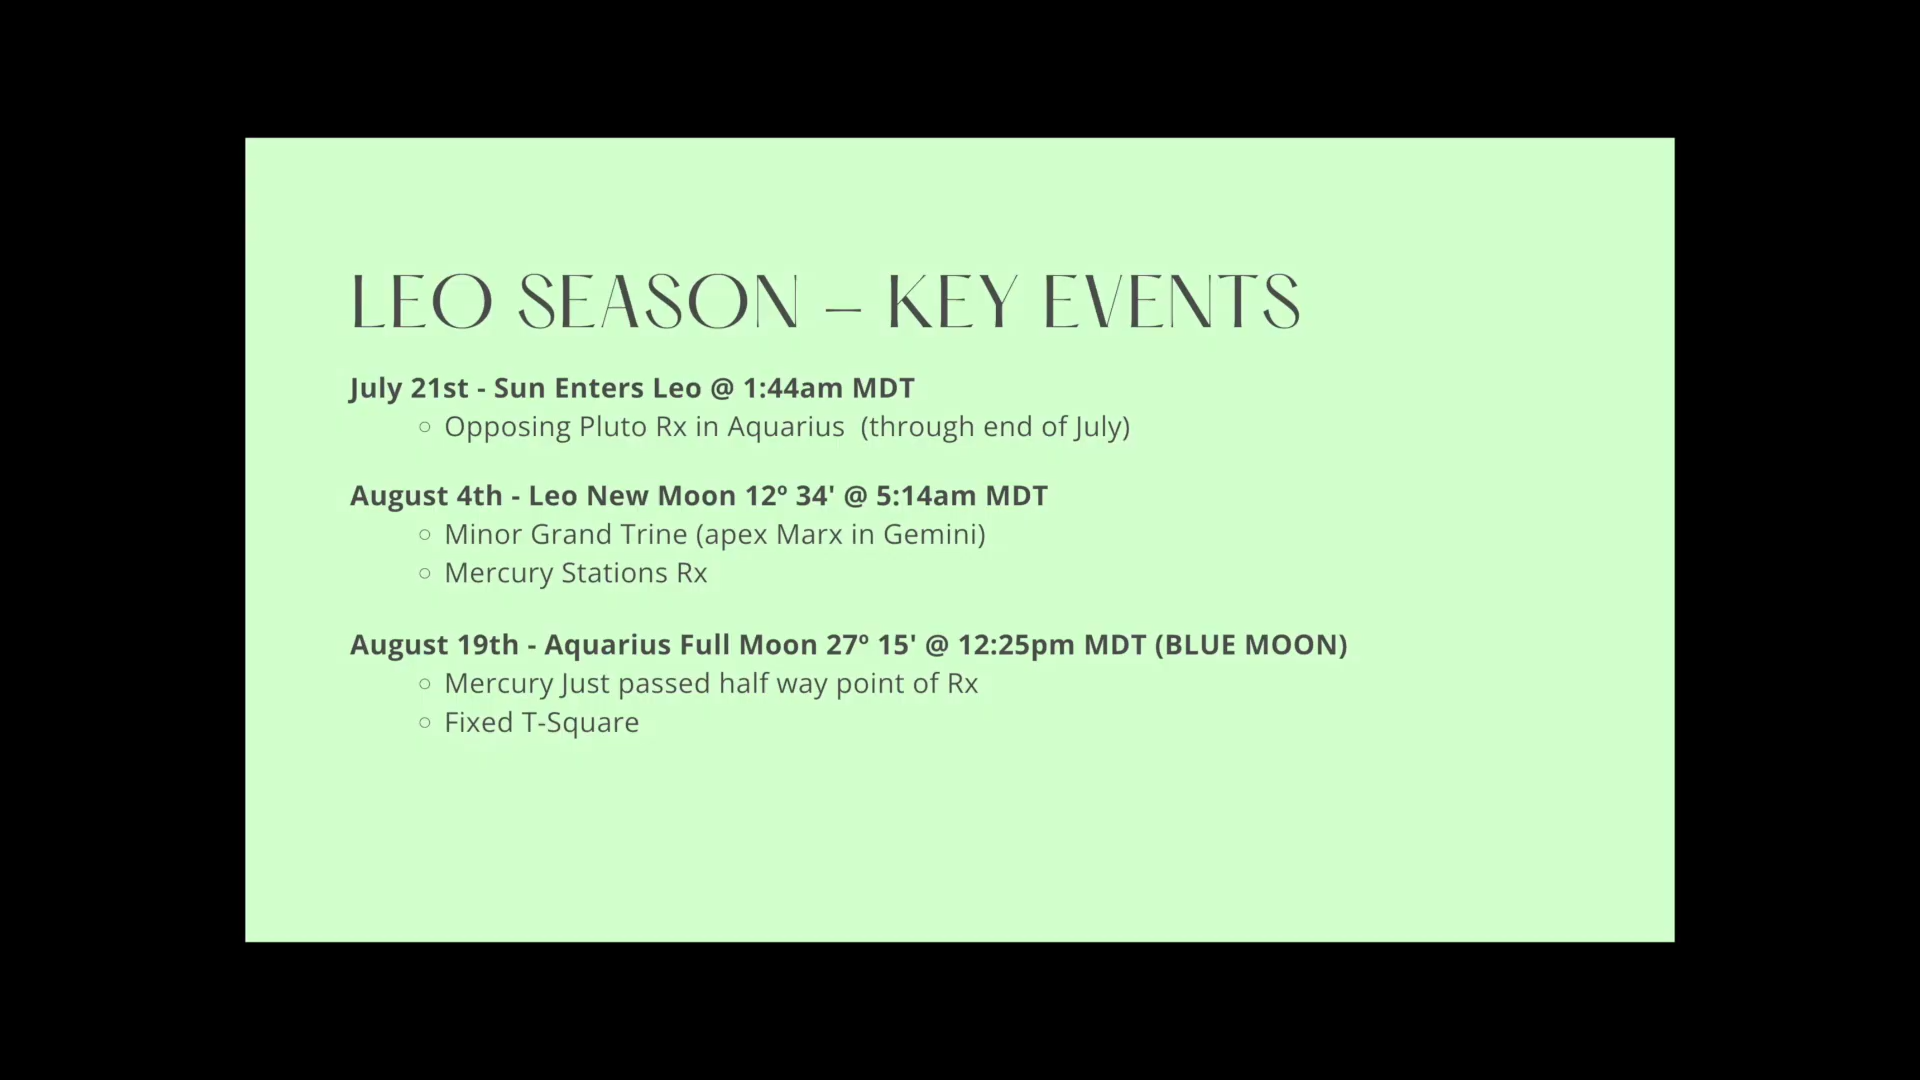 LEO SEASON – KEY EVENTS
July 21st - Sun Enters Leo @ 1:44am MDT
○ Opposing Pluto Rx in Aquarius  (through end of July)
August 4th - Leo New Moon 12º 34' @ 5:14am MDT
○ Minor Grand Trine (apex Marx in Gemini)
○ Mercury Stations Rx
August 19th - Aquarius Full Moon 27º 15' @ 12:25pm MDT (BLUE MOON)
○ Mercury Just passed half way point of Rx
○ Fixed T-Square